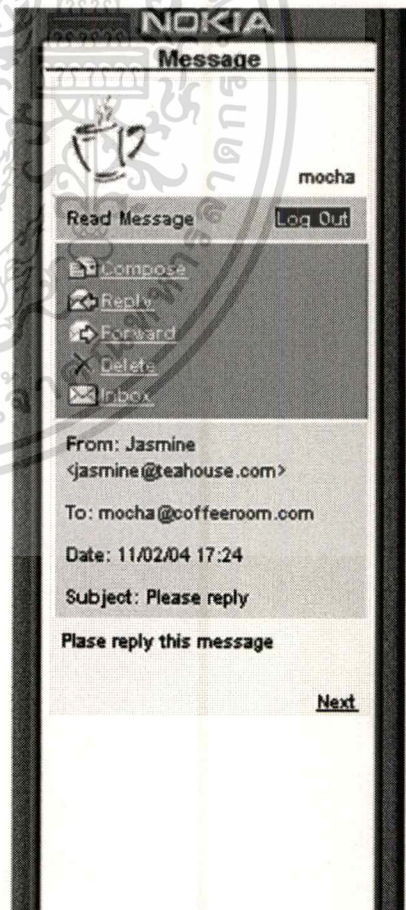 NOKIA
Message
mocha
Read Message Log Out
Compose
Reply
Forward
Delete
Inbox
From: Jasmine
<jasmine@teahouse.com>
To: mocha@coffeeroom.com
Date: 11/02/04 17:24
Subject: Please reply
Plase reply this message
Next